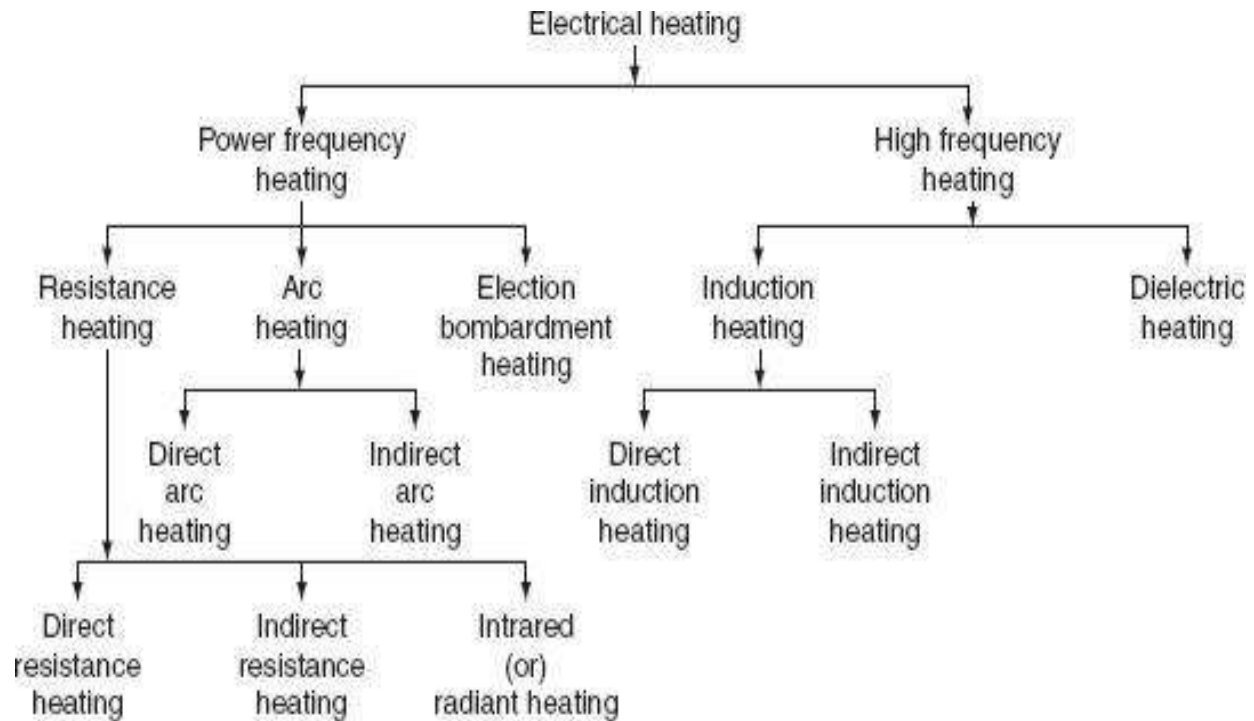 Electrical heating
Power frequency
heating
High frequency
heating
Resistance
heating
Arc
heating
Election
bombardment
heating
Induction
heating
Dielectric
heating
Direct
arc
heating
Indirect
arc
heating
Direct
induction
heating
Indirect
induction
heating
Direct
resistance
heating
Indirect
resistance
heating
Intrared
(or)
radiant heating